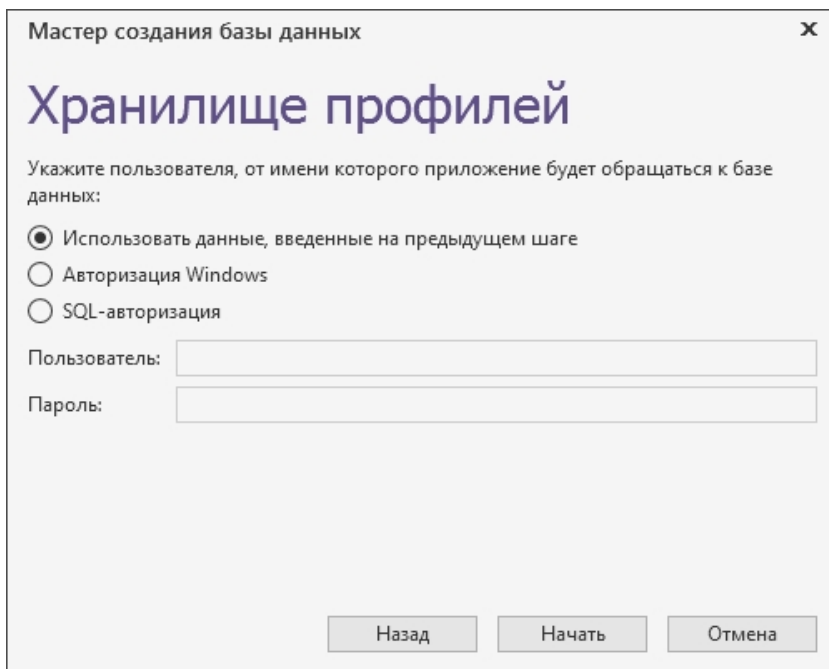 Мастер создания базы данных
x
Хранилище профилей
Укажите пользователя, от имени которого приложение будет обращаться к базе
данных:
Использовать данные, введенные на предыдущем шаге
Авторизация Windows
SQL-авторизация
Пользователь:
Пароль:
Назад Начать Отмена